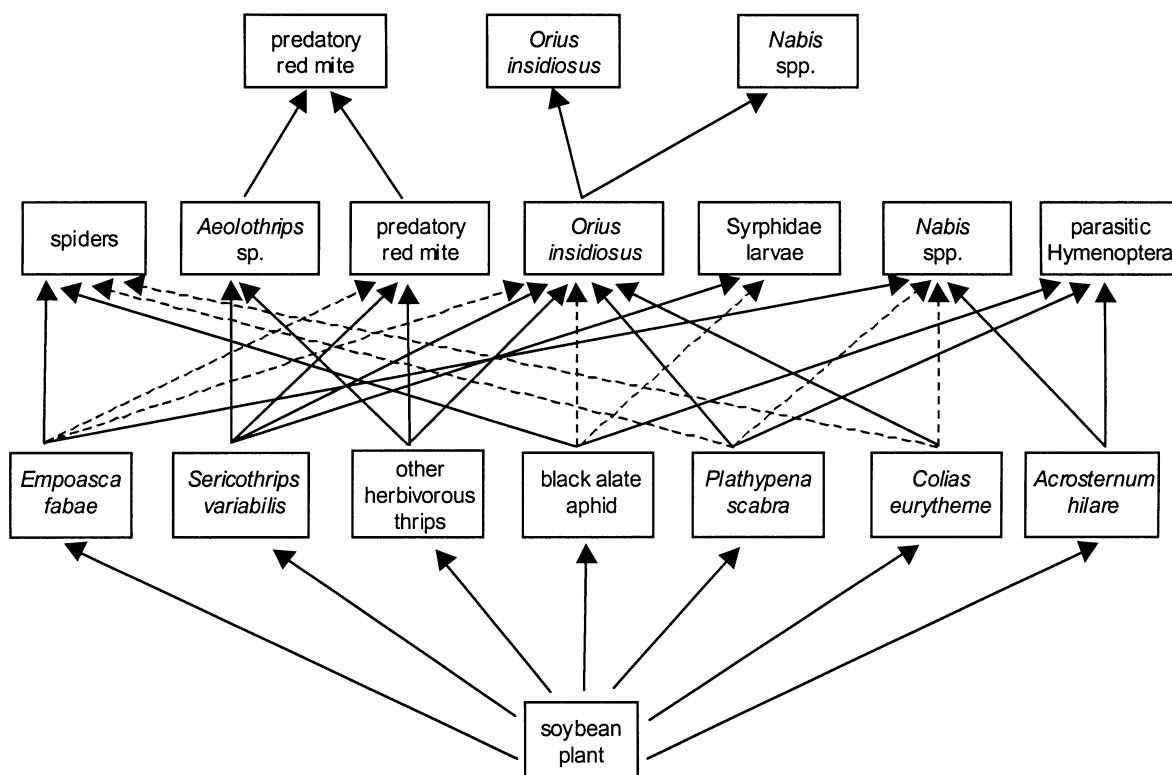 predatory
red mite
Orius
insidiosus
Nabis
spp.
spiders
Aeolothrips
sp.
predatory
red mite
Orius
insidiosus
Syrphidae
larvae
Nabis
spp.
parasitic
Hymenoptera
Empoasca
fabae
Sericothrips
variabilis
other
herbivorous
thrips
black alate
aphid
Plathypena
scabra
Colias
eurytheme
Acrosternum
hilare
soybean
plant